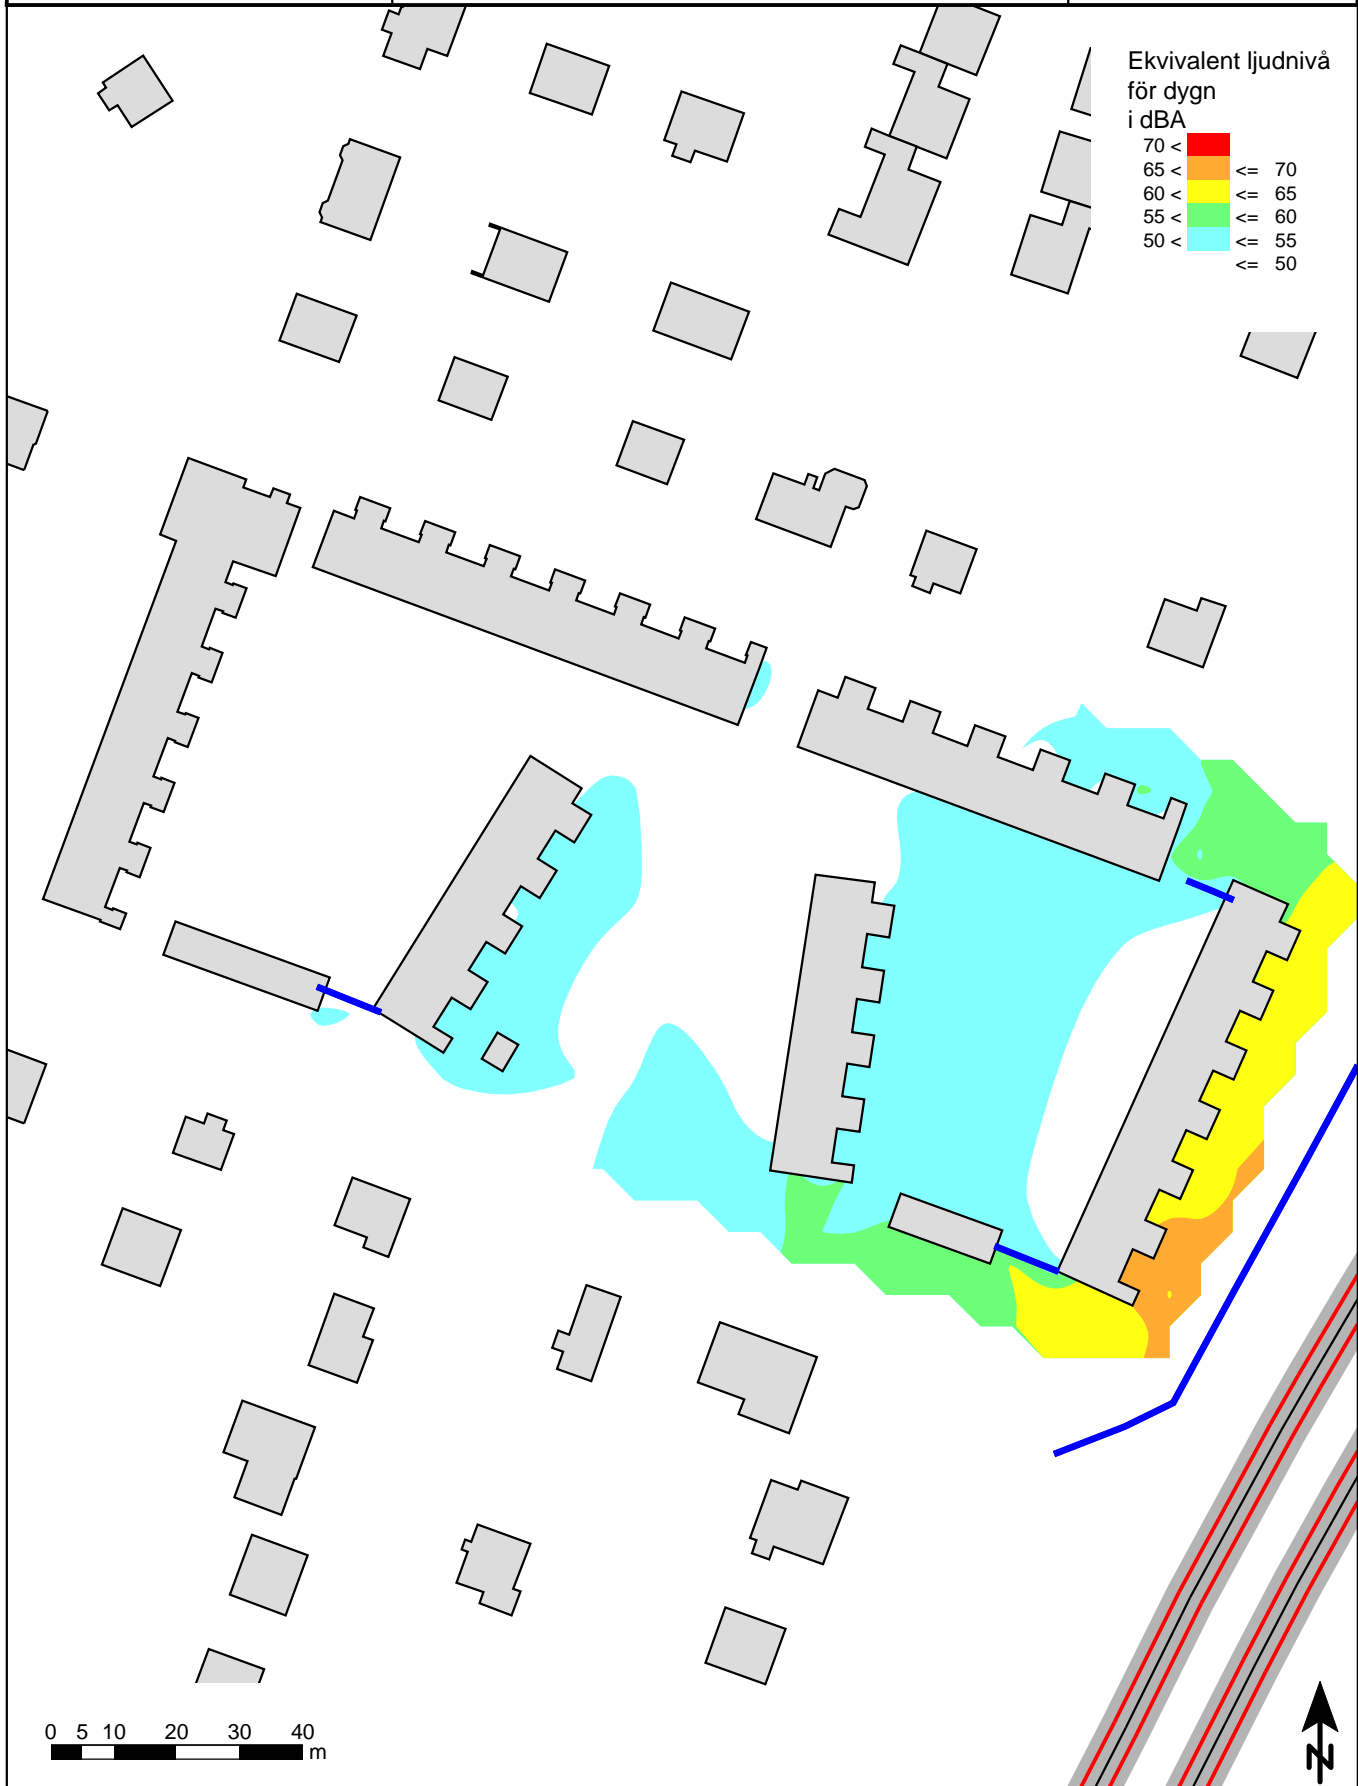 Ekvivalent ljudnivå
för dygn
i dBA
70 <
65 < <= 70
60 < <= 65
55 < <= 60
50 < <= 55
<= 50
0 5 10 20 30 40
m
N